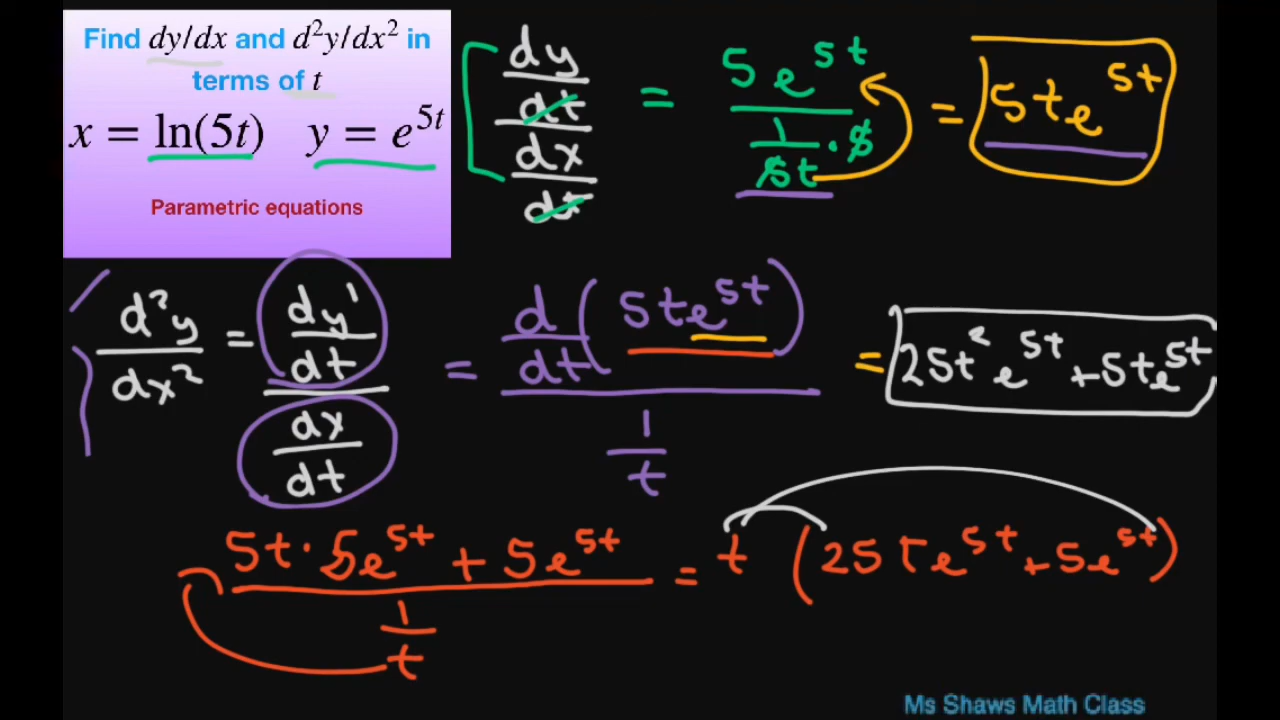 Find dy/dx and d²y/dx² in
terms of t
x = ln(5t) y = e^{5t}
Parametric equations
dy/dt / dx/dt = 5e^{5t} / (1/5t · 5) = 5te^{5t}
d²y/dx² = dy'/dt / dx/dt = d/dt (5te^{5t}) / (1/t) = 25t²e^{5t} + 5te^{5t}
5t · 5e^{5t} + 5e^{5t} / (1/t) = t (25te^{5t} + 5e^{5t})
Ms Shaws Math Class